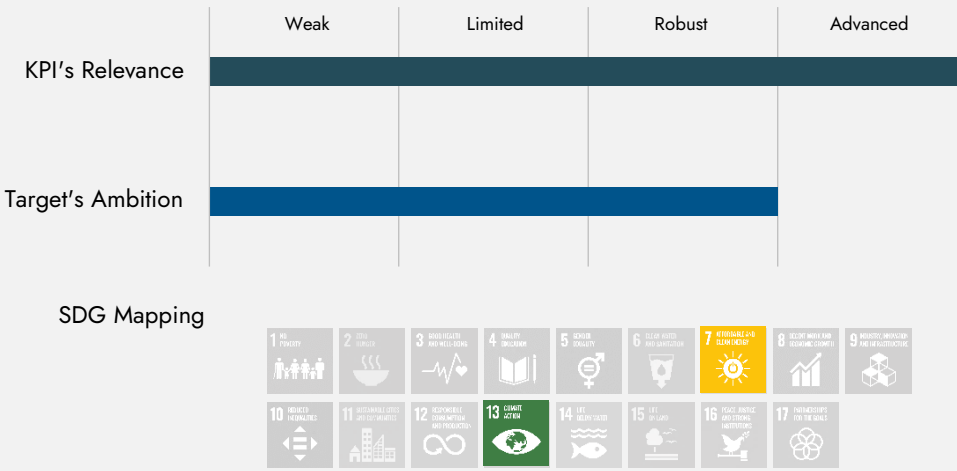 Weak Limited Robust Advanced
KPI's Relevance
Target's Ambition
SDG Mapping
1 NO POVERTY
2 ZERO HUNGER
3 GOOD HEALTH AND WELL-BEING
4 QUALITY EDUCATION
5 GENDER EQUALITY
6 CLEAN WATER AND SANITATION
7 AFFORDABLE AND CLEAN ENERGY
8 DECENT WORK AND ECONOMIC GROWTH
9 INDUSTRY, INNOVATION AND INFRASTRUCTURE
10 REDUCED INEQUALITIES
11 SUSTAINABLE CITIES AND COMMUNITIES
12 RESPONSIBLE CONSUMPTION AND PRODUCTION
13 CLIMATE ACTION
14 LIFE BELOW WATER
15 LIFE ON LAND
16 PEACE, JUSTICE AND STRONG INSTITUTIONS
17 PARTNERSHIPS FOR THE GOALS